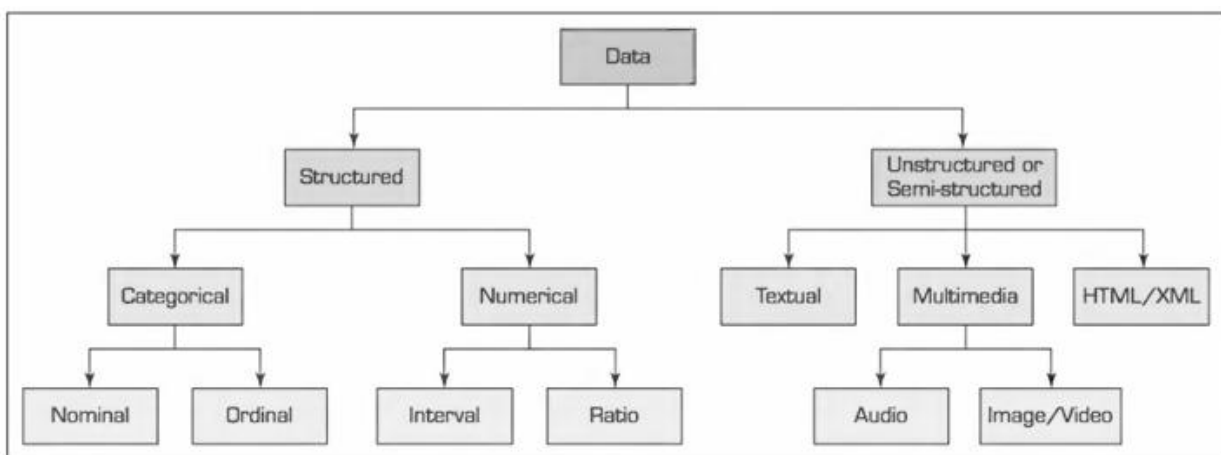 Data
Structured
Unstructured or
Semi-structured
Categorical
Numerical
Textual
Multimedia
HTML/XML
Nominal
Ordinal
Interval
Ratio
Audio
Image/Video